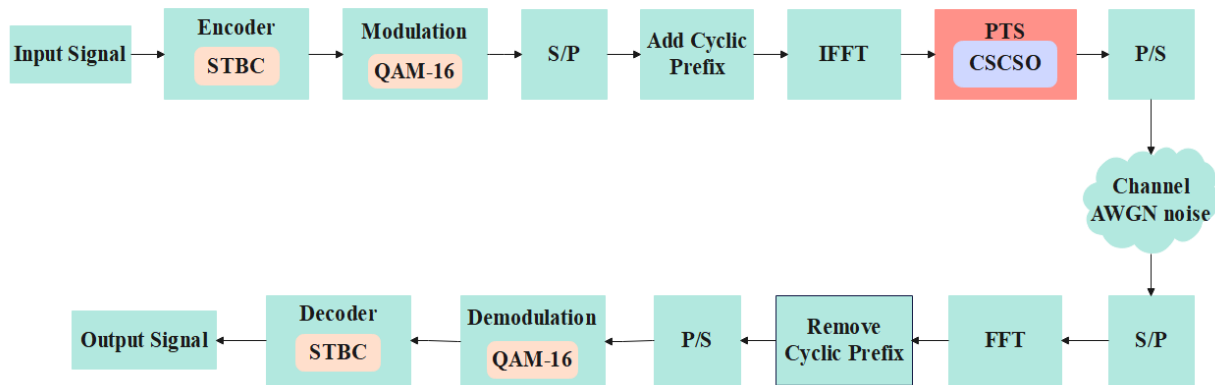 Input Signal
Encoder
STBC
Modulation
QAM-16
S/P
Add Cyclic
Prefix
IFFT
PTS
CSCSO
P/S
Channel
AWGN noise
S/P
FFT
Remove
Cyclic Prefix
P/S
Demodulation
QAM-16
Decoder
STBC
Output Signal